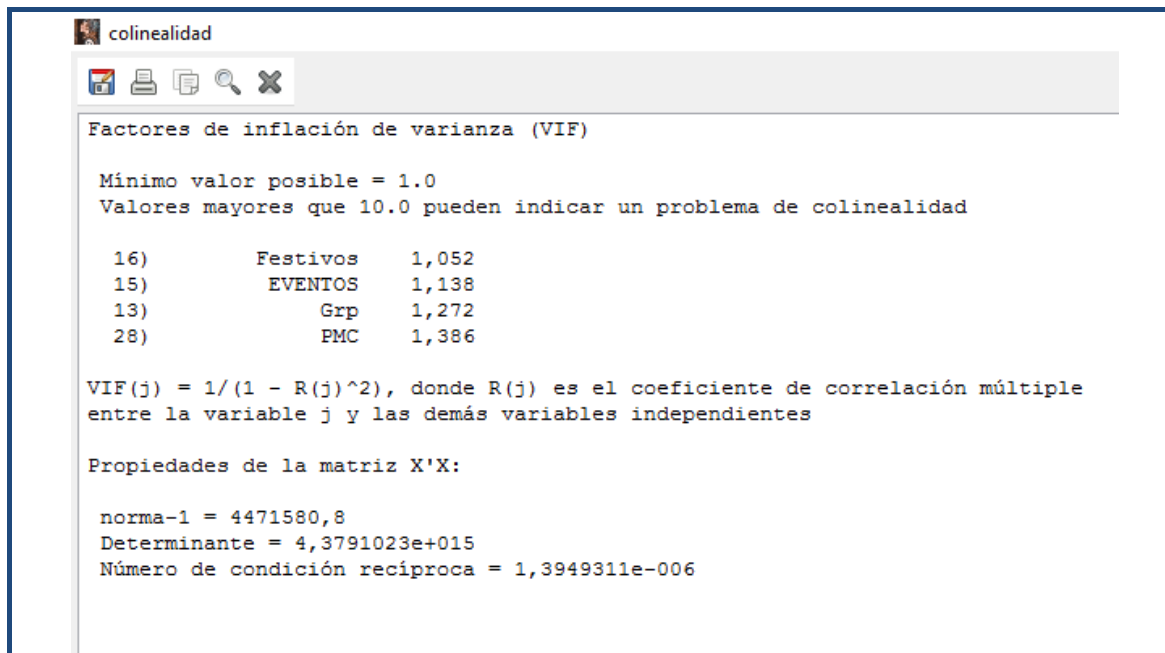 colinealidad
Factores de inflación de varianza (VIF)
Mínimo valor posible = 1.0
Valores mayores que 10.0 pueden indicar un problema de colinealidad
16) Festivos 1,052
15) EVENTOS 1,138
13) Grp 1,272
28) PMC 1,386
VIF(j) = 1/(1 - R(j)^2), donde R(j) es el coeficiente de correlación múltiple
entre la variable j y las demás variables independientes
Propiedades de la matriz X'X:
norma-1 = 4471580,8
Determinante = 4,3791023e+015
Número de condición recíproca = 1,3949311e-006